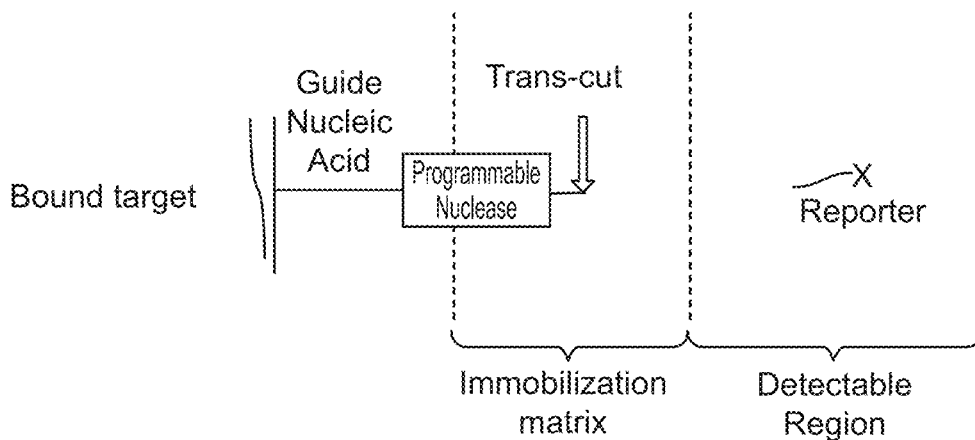 Guide
Nucleic
Acid
Trans-cut
Bound target
Programmable
Nuclease
X
Reporter
Immobilization
matrix
Detectable
Region